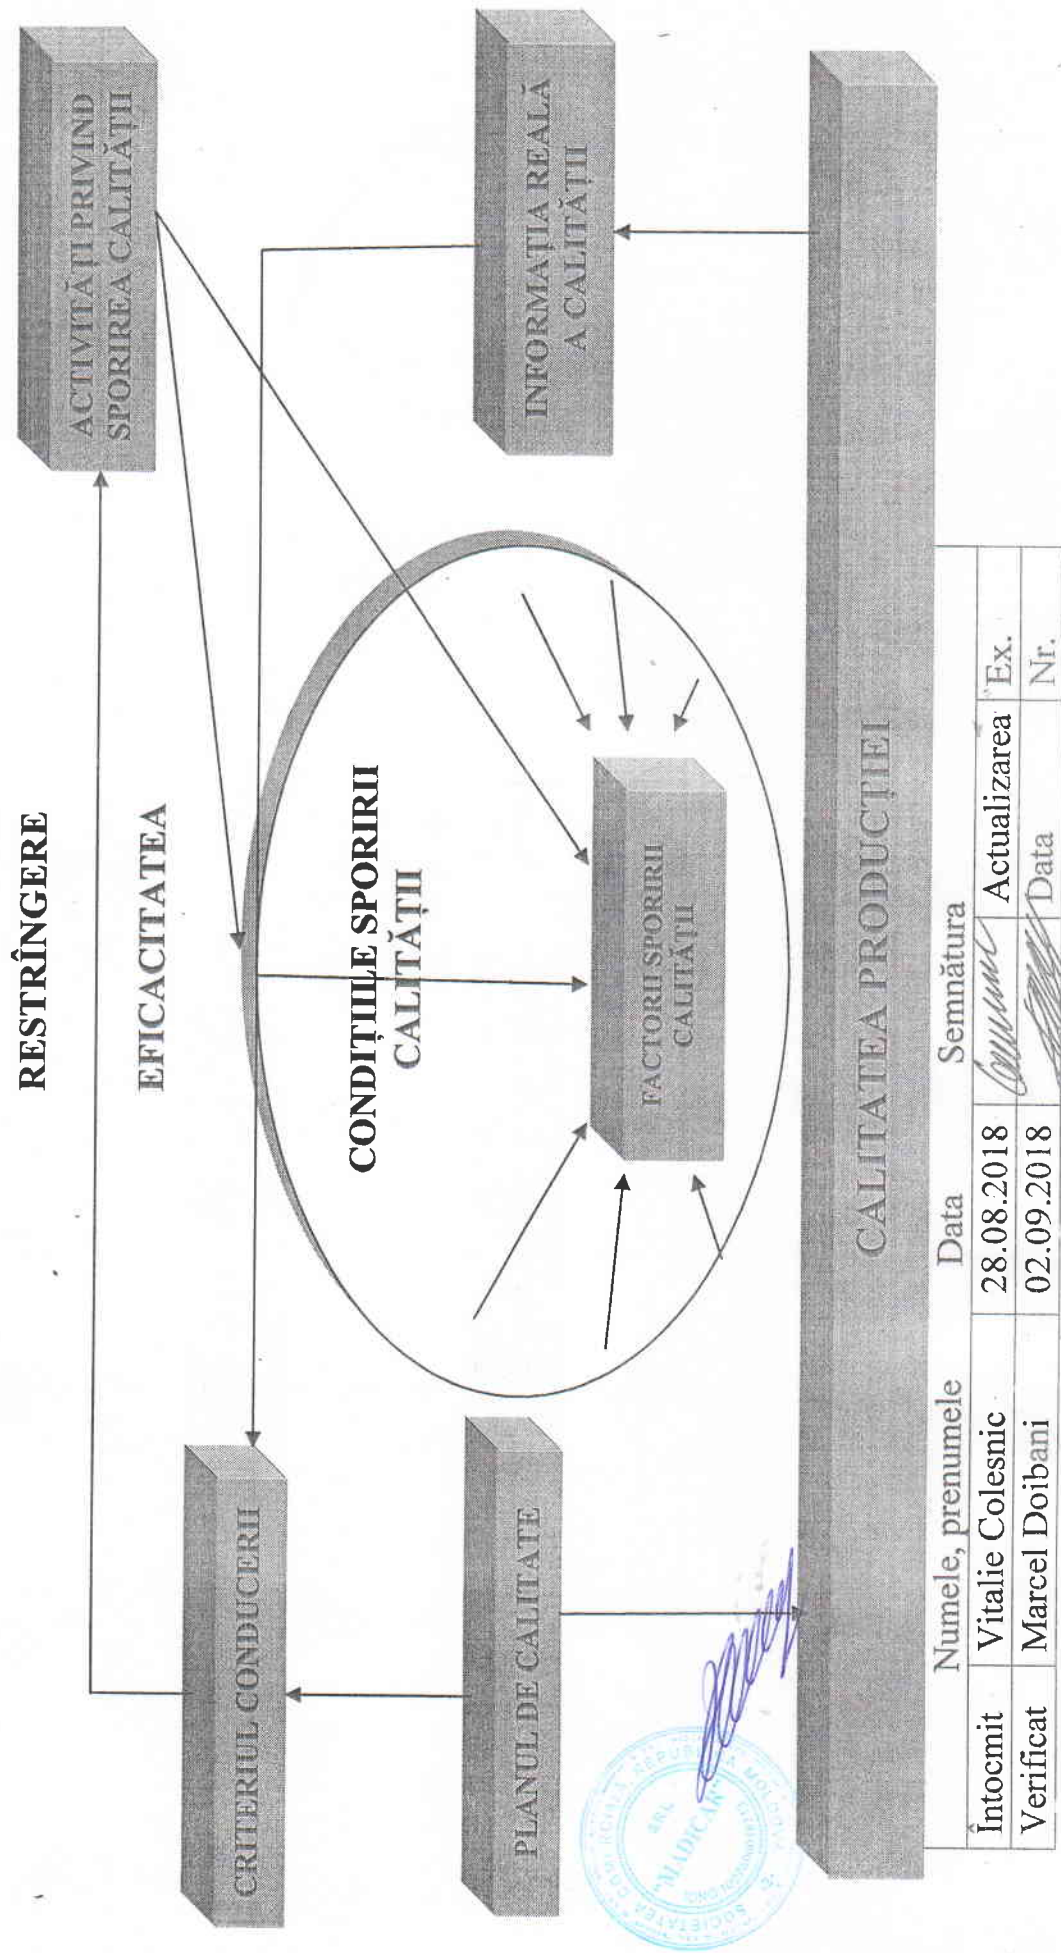 RESTRÎNGERE
EFICACITATEA
ACTIVITĂȚI PRIVIND
SPORIREA CALITĂȚII
CRITERIUL CONDUCERII
CONDIȚIILE SPORIRII
CALITĂȚII
PLANUL DE CALITATE
INFORMAȚIA REALĂ
A CALITĂȚII
FACTORII SPORIRII
CALITĂȚII
REPUBLICA MOLDOVA
SOCIETATEA
SRL
"MADICAR"
CALITATEA PRODUCȚIEI
Numele, prenumele Data Semnătura
Întocmit Vitalie Colesnic 28.08.2018 Actualizarea Ex.
Verificat Marcel Doibani 02.09.2018 Data Nr.